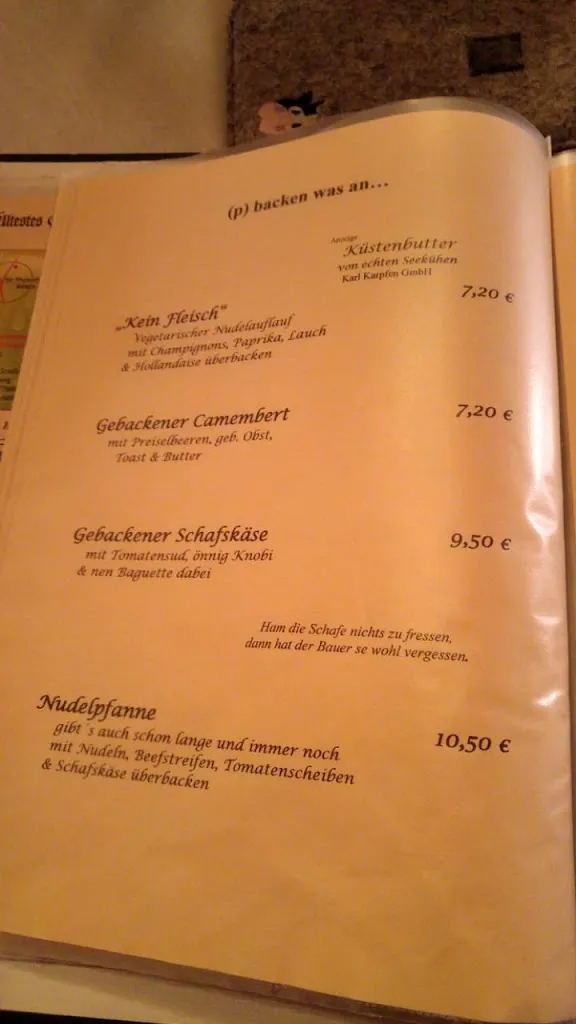 (p) backen was an...
Anzeige
Küstenbutter
von echten Seekühen
Karl Karpfen GmbH
„Kein Fleisch“ 7,20 €
Vegetarischer Nudelauflauf
mit Champignons, Paprika, Lauch
& Hollandaise überbacken
Gebackener Camembert 7,20 €
mit Preiselbeeren, geb. Obst,
Toast & Butter
Gebackener Schafskäse 9,50 €
mit Tomatensud, önnig Knobi
& nen Baguette dabei
Ham die Schafe nichts zu fressen,
dann hat der Bauer se wohl vergessen.
Nudelpfanne 10,50 €
gibt´s auch schon lange und immer noch
mit Nudeln, Beefstreifen, Tomatenscheiben
& Schafskäse überbacken